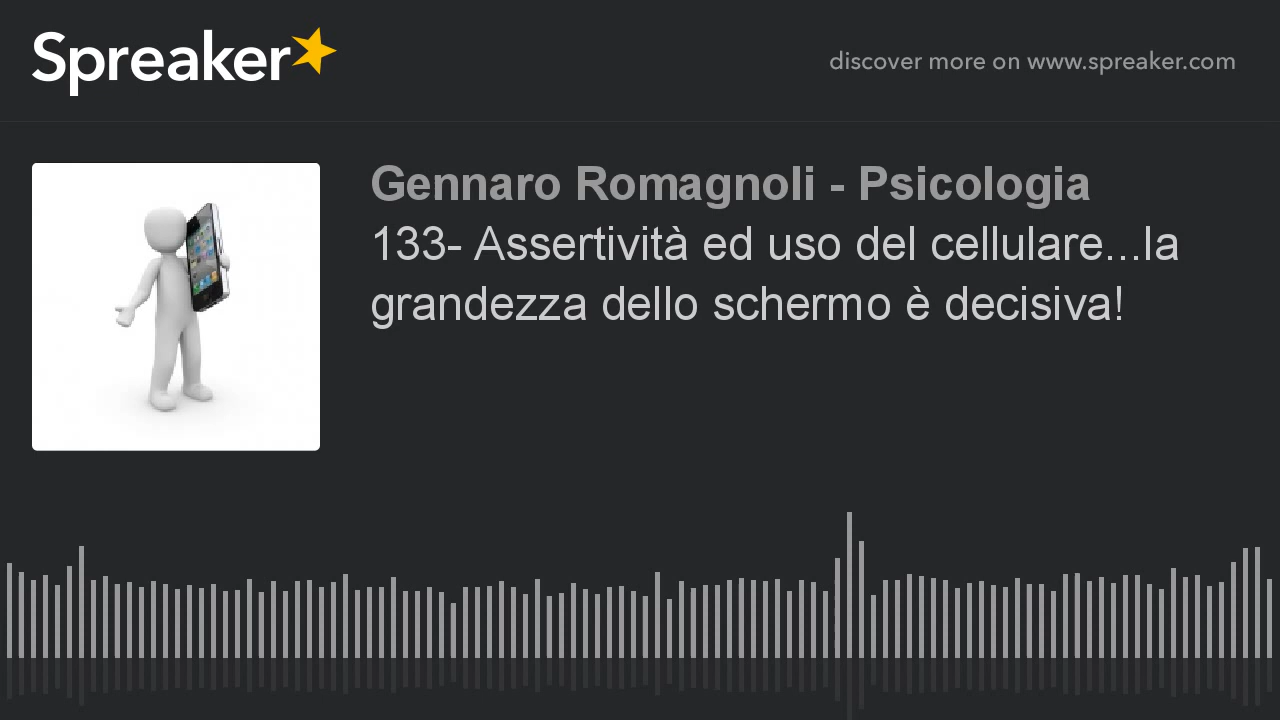 Spreaker
discover more on www.spreaker.com
Gennaro Romagnoli - Psicologia
133- Assertività ed uso del cellulare...la
grandezza dello schermo è decisiva!